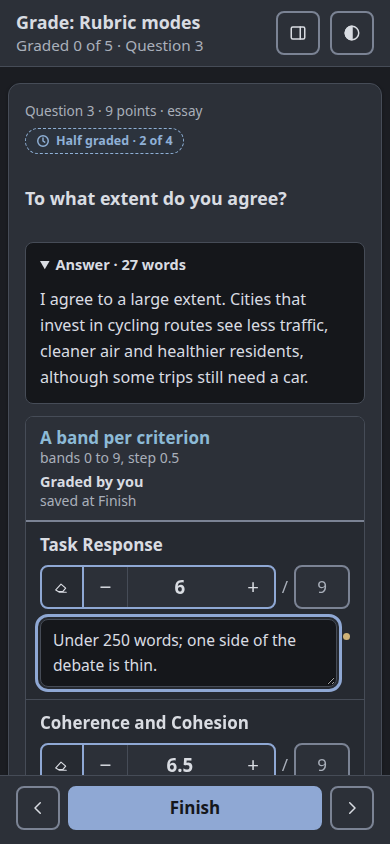 Grade: Rubric modes
Graded 0 of 5 · Question 3
Question 3 · 9 points · essay
Half graded · 2 of 4
To what extent do you agree?
Answer · 27 words
I agree to a large extent. Cities that
invest in cycling routes see less traffic,
cleaner air and healthier residents,
although some trips still need a car.
A band per criterion
bands 0 to 9, step 0.5
Graded by you
saved at Finish
Task Response
− 6 + / 9
Under 250 words; one side of the
debate is thin.
Coherence and Cohesion
− 6.5 + / 9
Finish